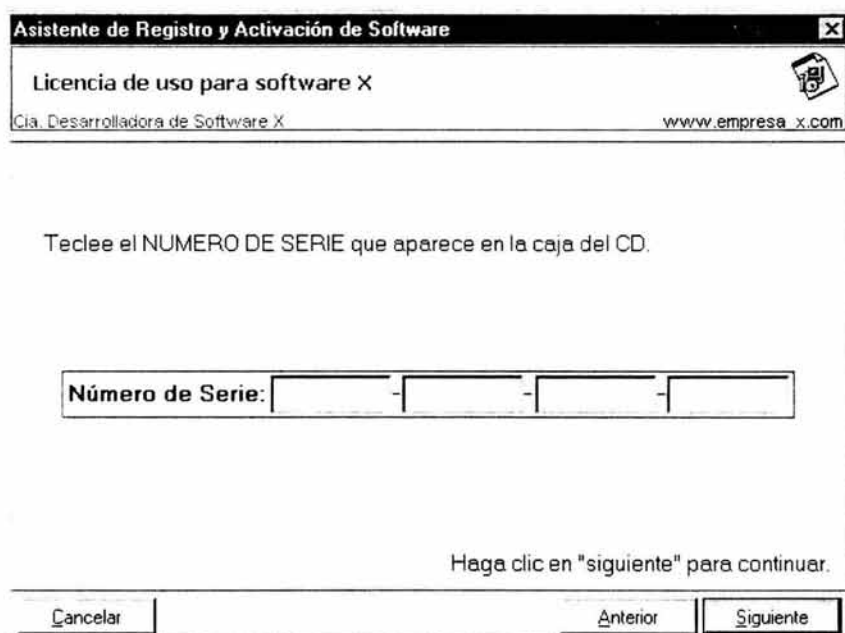 Asistente de Registro y Activación de Software
Licencia de uso para software X
Cia. Desarrolladora de Software X www.empresa_x.com
Teclee el NUMERO DE SERIE que aparece en la caja del CD.
Número de Serie: - - -
Haga clic en "siguiente" para continuar.
Cancelar Anterior Siguiente